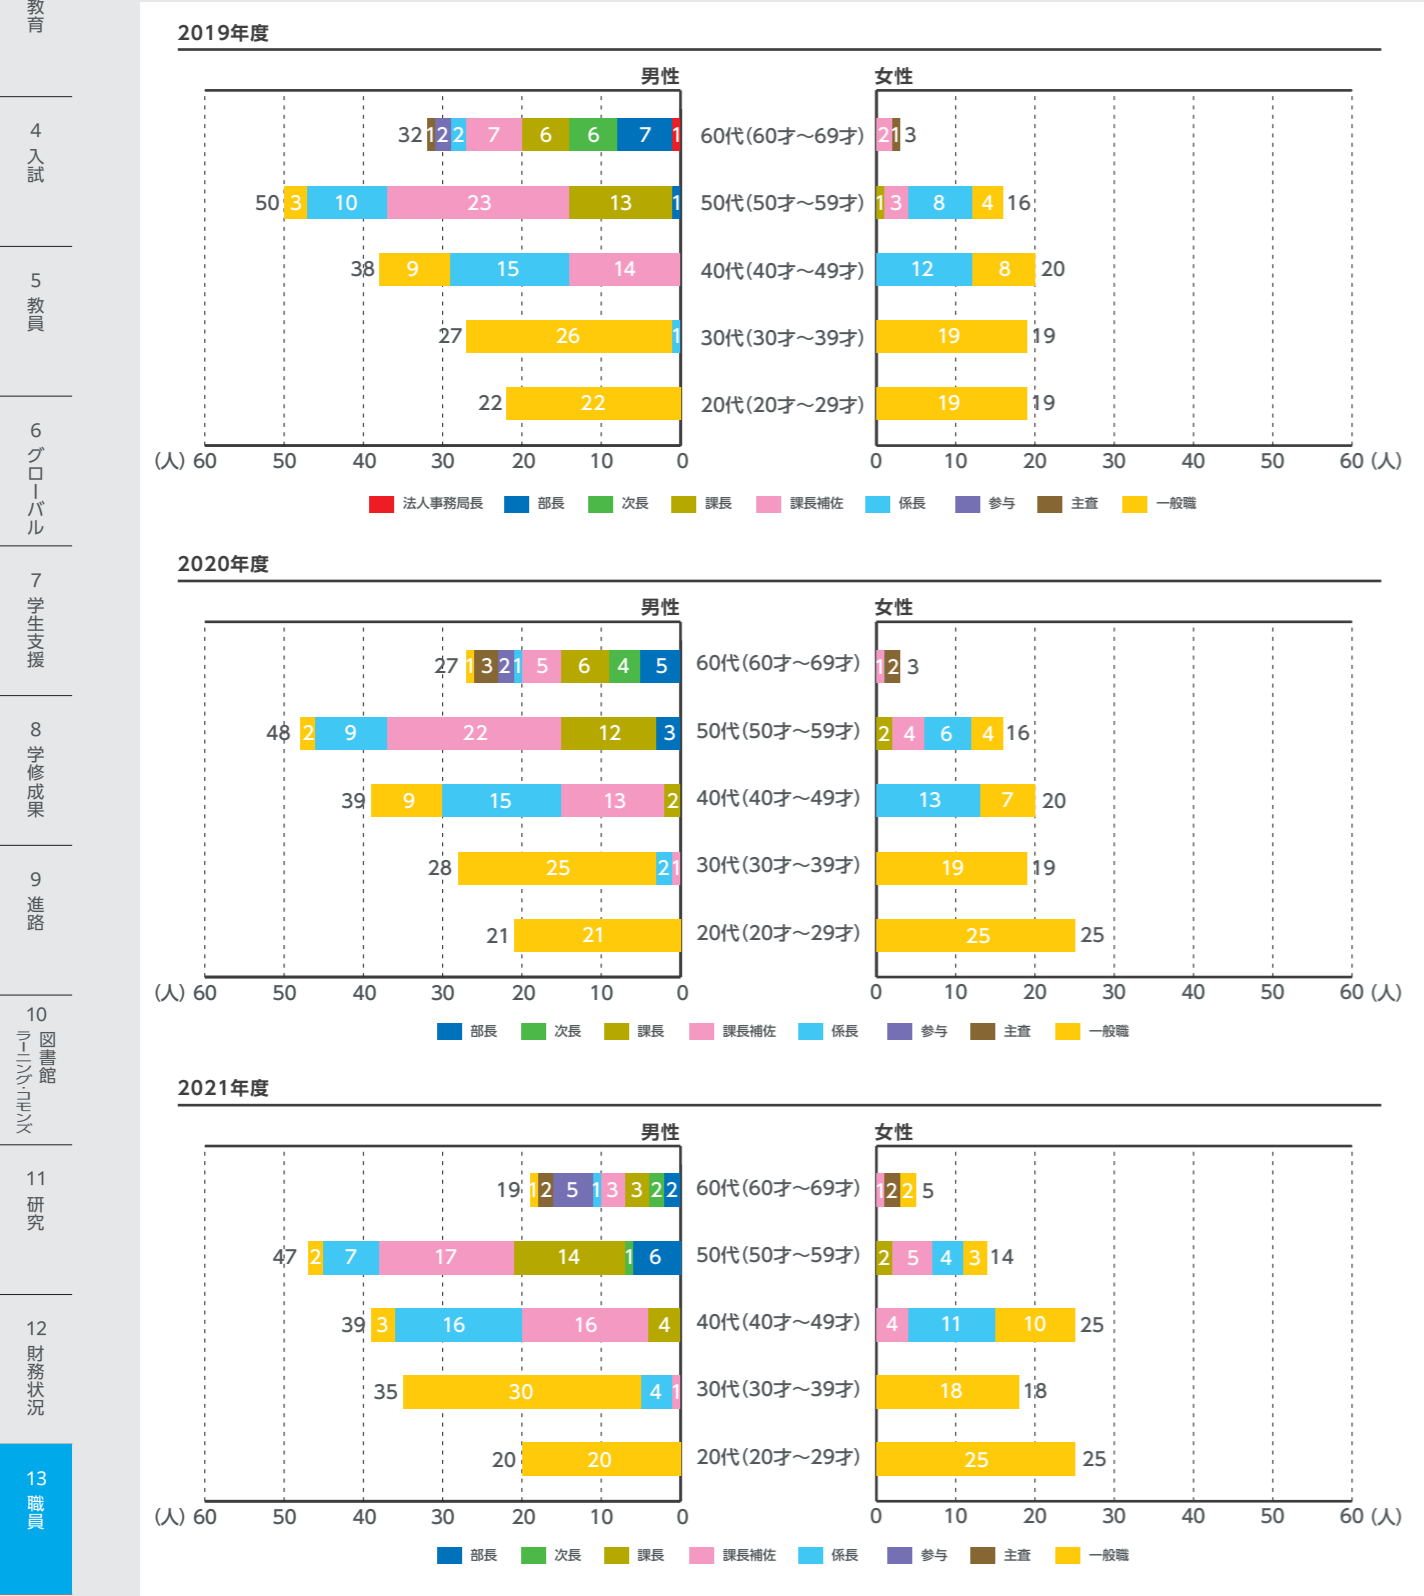 教育
4
入試
5
教員
6
グローバル
7
学生支援
8
学修成果
9
進路
10
図書館
ラーニング・コモンズ
11
研究
12
財務状況
13
職員
2019年度
男性 女性
32 1 2 2 7 6 6 7 1 60代(60才〜69才) 2 1 3
50 3 10 23 13 1 50代(50才〜59才) 1 3 8 4 16
38 9 15 14 40代(40才〜49才) 12 8 20
27 26 1 30代(30才〜39才) 19 19
22 22 20代(20才〜29才) 19 19
(人) 60 50 40 30 20 10 0 0 10 20 30 40 50 60 (人)
法人事務局長 部長 次長 課長 課長補佐 係長 参与 主査 一般職
2020年度
男性 女性
27 1 3 2 1 5 6 4 5 60代(60才〜69才) 1 2 3
48 2 9 22 12 3 50代(50才〜59才) 2 4 6 4 16
39 9 15 13 2 40代(40才〜49才) 13 7 20
28 25 2 1 30代(30才〜39才) 19 19
21 21 20代(20才〜29才) 25 25
(人) 60 50 40 30 20 10 0 0 10 20 30 40 50 60 (人)
部長 次長 課長 課長補佐 係長 参与 主査 一般職
2021年度
男性 女性
19 1 2 5 1 3 3 2 2 60代(60才〜69才) 1 2 2 5
47 2 7 17 14 1 6 50代(50才〜59才) 2 5 4 3 14
39 3 16 16 4 40代(40才〜49才) 4 11 10 25
35 30 4 1 30代(30才〜39才) 18 18
20 20 20代(20才〜29才) 25 25
(人) 60 50 40 30 20 10 0 0 10 20 30 40 50 60 (人)
部長 次長 課長 課長補佐 係長 参与 主査 一般職